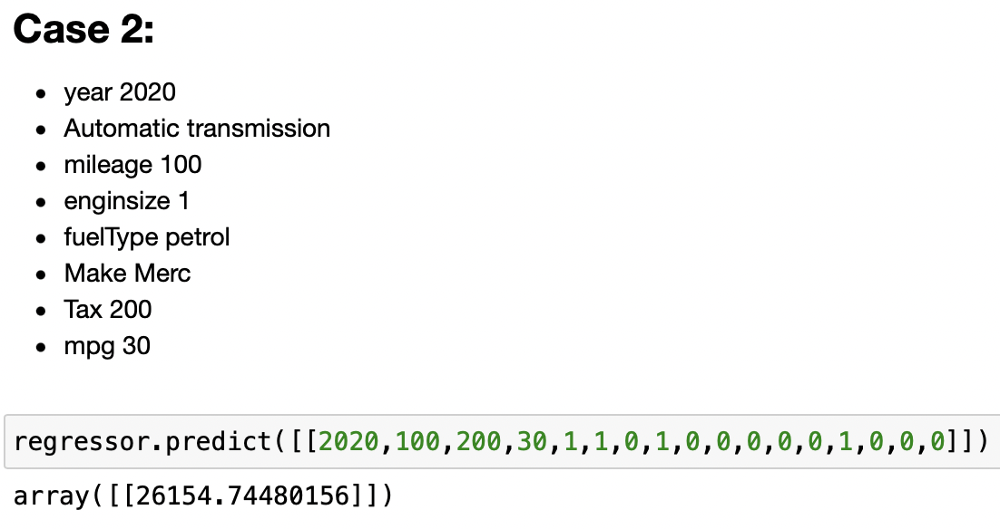 Case 2:
• year 2020
• Automatic transmission
• mileage 100
• enginsize 1
• fuelType petrol
• Make Merc
• Tax 200
• mpg 30
regressor.predict([[2020,100,200,30,1,1,0,1,0,0,0,0,0,1,0,0,0]])
array([[26154.74480156]])